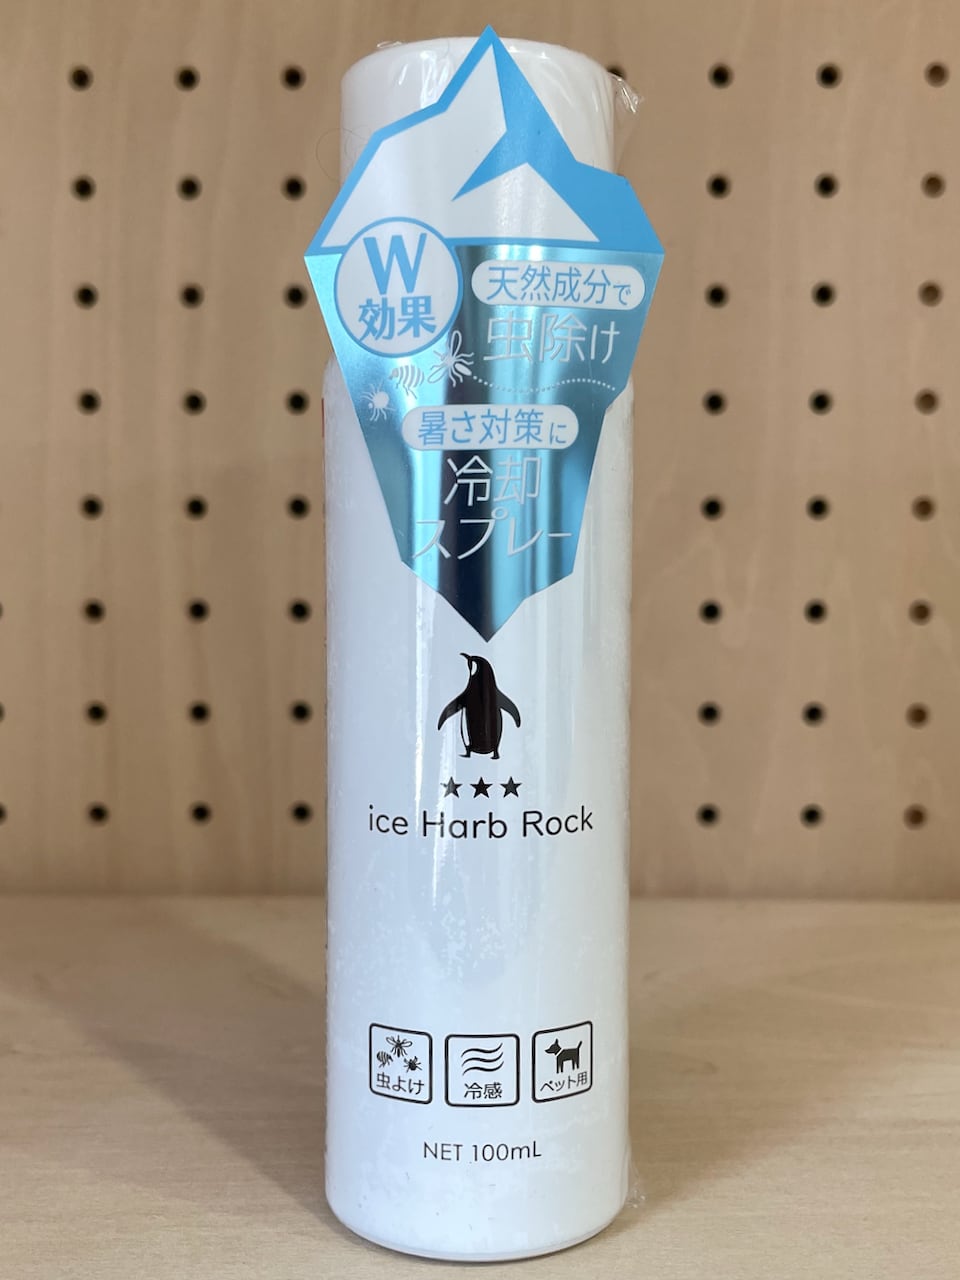 W
効果
天然成分で
虫除け
暑さ対策に
冷却
スプレー
ice Harb Rock
虫よけ
冷感
ペット用
NET 100mL